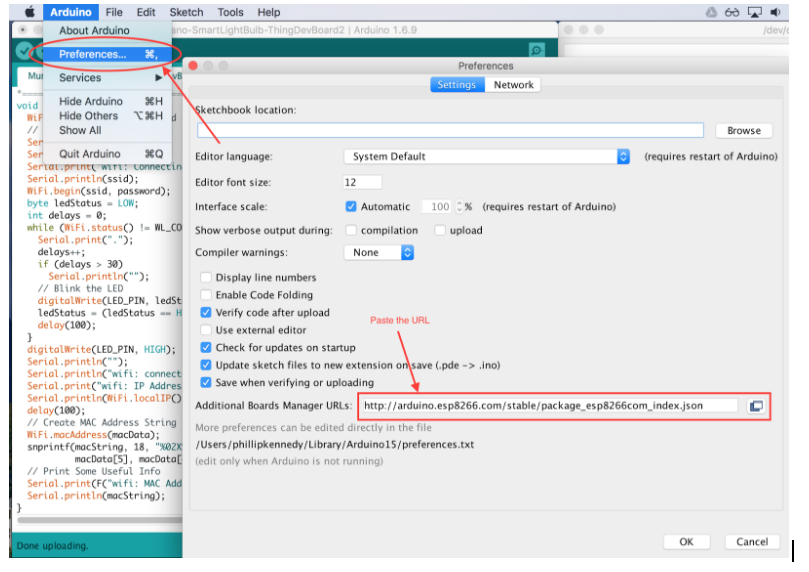 Arduino File Edit Sketch Tools Help
About Arduino
Preferences... ⌘,
Services
Hide Arduino ⌘H
Hide Others ⌥⌘H
Show All
Quit Arduino ⌘Q
no-SmartLightBulb-ThingDevBoard2 | Arduino 1.6.9
/dev/c
Mu
vB
void
WiF
d
//
Ser
Ser
Serial.print("wifi: Connectin
Serial.println(ssid);
WiFi.begin(ssid, password);
byte ledStatus = LOW;
int delays = 0;
while (WiFi.status() != WL_CO
Serial.print(".");
delays++;
if (delays > 30)
Serial.println("");
// Blink the LED
digitalWrite(LED_PIN, ledSt
ledStatus = (ledStatus == H
delay(100);
}
digitalWrite(LED_PIN, HIGH);
Serial.println("");
Serial.println("wifi: connect
Serial.print("wifi: IP Addres
Serial.println(WiFi.localIP()
delay(100);
// Create MAC Address String
WiFi.macAddress(macData);
snprintf(macString, 18, "%02X
macData[5], macData[
// Print Some Useful Info
Serial.print(F("wifi: MAC Add
Serial.println(macString);
}
Done uploading.
Preferences
Settings Network
Sketchbook location:
Browse
Editor language: System Default (requires restart of Arduino)
Editor font size: 12
Interface scale: Automatic 100 % (requires restart of Arduino)
Show verbose output during: compilation upload
Compiler warnings: None
Display line numbers
Enable Code Folding
Verify code after upload
Use external editor
Paste the URL
Check for updates on startup
Update sketch files to new extension on save (.pde -> .ino)
Save when verifying or uploading
Additional Boards Manager URLs: http://arduino.esp8266.com/stable/package_esp8266com_index.json
More preferences can be edited directly in the file
/Users/phillipkennedy/Library/Arduino15/preferences.txt
(edit only when Arduino is not running)
OK Cancel